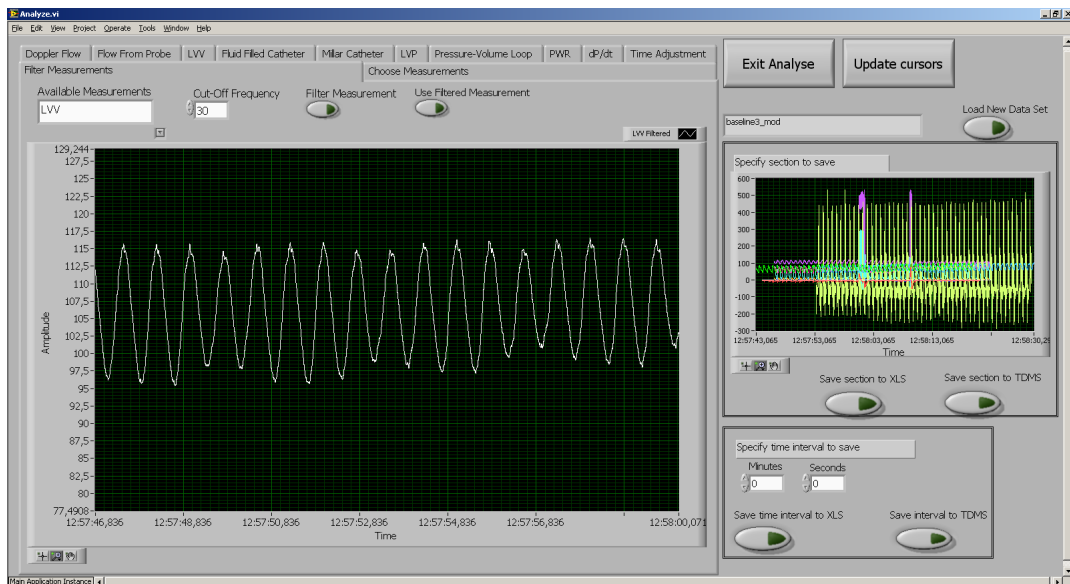 Analyze.vi
File Edit View Project Operate Tools Window Help
Doppler Flow Flow From Probe LVV Fluid Filled Catheter Millar Catheter LVP Pressure-Volume Loop PWR dP/dt Time Adjustment
Filter Measurements Choose Measurements
Available Measurements Cut-Off Frequency Filter Measurement Use Filtered Measurement
LVV 30
LVV Filtered
129,244
127,5
125
122,5
120
117,5
115
112,5
110
107,5
105
102,5
100
97,5
95
92,5
90
87,5
85
82,5
80
77,4908
Amplitude
12:57:46,836 12:57:48,836 12:57:50,836 12:57:52,836 12:57:54,836 12:57:56,836 12:58:00,071
Time
Main Application Instance
Exit Analyse Update cursors
Load New Data Set
baseline3_mod
Specify section to save
600
500
400
300
200
100
0
-100
-200
-300
12:57:43,065 12:57:53,065 12:58:03,065 12:58:13,065 12:58:30,29
Time
Save section to XLS Save section to TDMS
Specify time interval to save
Minutes Seconds
0 0
Save time interval to XLS Save interval to TDMS